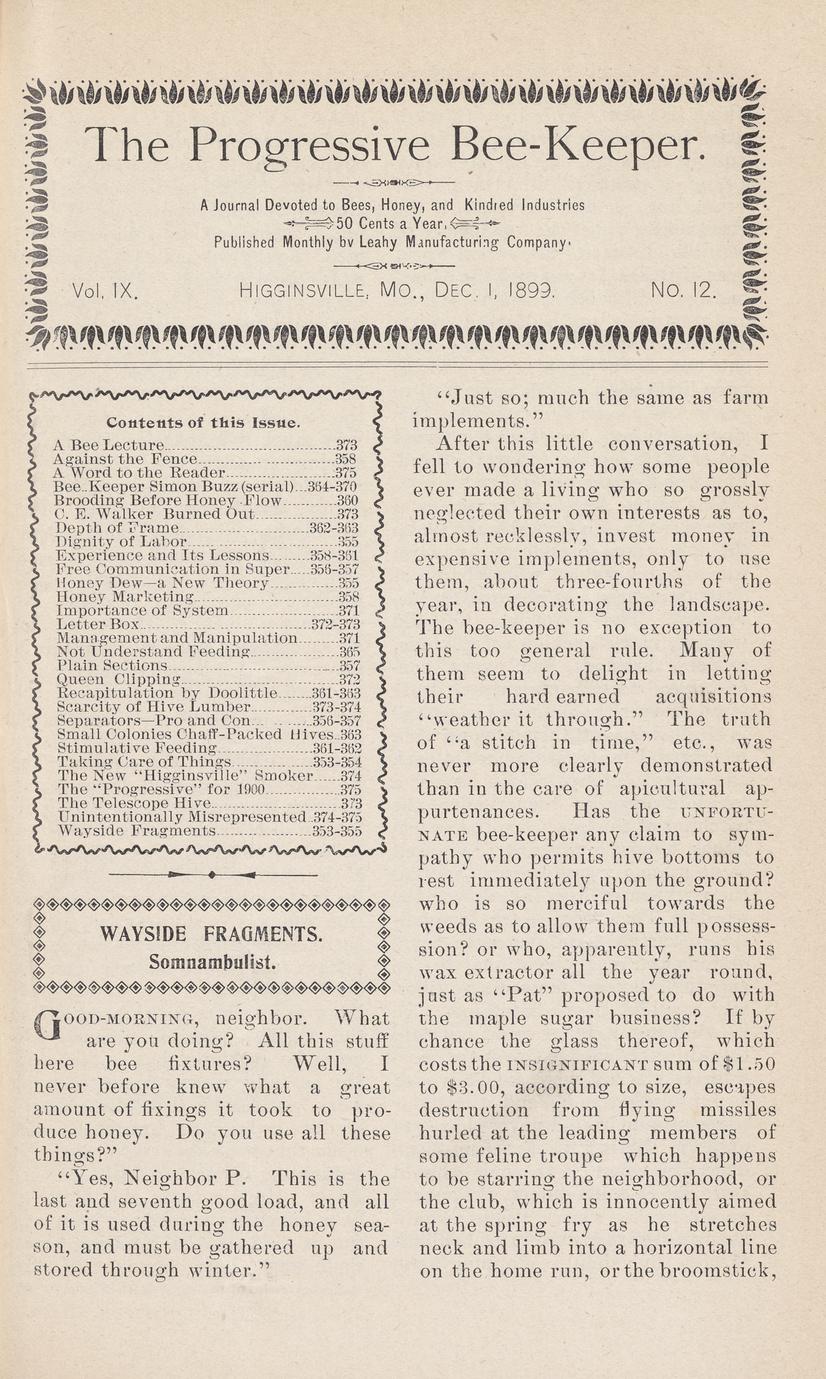 The Progressive Bee-Keeper.
A Journal Devoted to Bees, Honey, and Kindred Industries
50 Cents a Year,
Published Monthly by Leahy Manufacturing Company.
Vol. IX.
HIGGINSVILLE, MO., DEC. 1, 1899.
NO. 12.
Contents of this Issue.
A Bee Lecture....373
Against the Fence....358
A Word to the Reader....375
Bee-Keeper Simon Buzz (serial)...364-370
Brooding Before Honey Flow....360
C. E. Walker Burned Out....373
Depth of Frame....362-363
Dignity of Labor....355
Experience and Its Lessons....358-361
Free Communication in Super....356-357
Honey Dew—a New Theory....355
Honey Marketing....358
Importance of System....371
Letter Box....372-373
Management and Manipulation....371
Not Understand Feeding....365
Plain Sections....357
Queen Clipping....372
Recapitulation by Doolittle....361-363
Scarcity of Hive Lumber....373-374
Separators—Pro and Con....356-357
Small Colonies Chaff-Packed Hives..363
Stimulative Feeding....361-362
Taking Care of Things....353-354
The New “Higginsville” Smoker....374
The “Progressive” for 1900....375
The Telescope Hive....373
Unintentionally Misrepresented..374-375
Wayside Fragments....353-355
WAYSIDE FRAGMENTS.
Somnambulist.
GOOD-MORNING, neighbor. What
are you doing? All this stuff
here bee fixtures? Well, I
never before knew what a great
amount of fixings it took to pro-
duce honey. Do you use all these
things?”
“Yes, Neighbor P. This is the
last and seventh good load, and all
of it is used during the honey sea-
son, and must be gathered up and
stored through winter.”
“Just so; much the same as farm
implements.”
After this little conversation, I
fell to wondering how some people
ever made a living who so grossly
neglected their own interests as to,
almost recklessly, invest money in
expensive implements, only to use
them, about three-fourths of the
year, in decorating the landscape.
The bee-keeper is no exception to
this too general rule. Many of
them seem to delight in letting
their hard earned acquisitions
“weather it through.” The truth
of “a stitch in time,” etc., was
never more clearly demonstrated
than in the care of apicultural ap-
purtenances. Has the UNFORTU-
NATE bee-keeper any claim to sym-
pathy who permits hive bottoms to
rest immediately upon the ground?
who is so merciful towards the
weeds as to allow them full possess-
sion? or who, apparently, runs his
wax extractor all the year round,
just as “Pat” proposed to do with
the maple sugar business? If by
chance the glass thereof, which
costs the INSIGNIFICANT sum of $1.50
to $3.00, according to size, escapes
destruction from flying missiles
hurled at the leading members of
some feline troupe which happens
to be starring the neighborhood, or
the club, which is innocently aimed
at the spring fry as he stretches
neck and limb into a horizontal line
on the home run, or the broomstick,